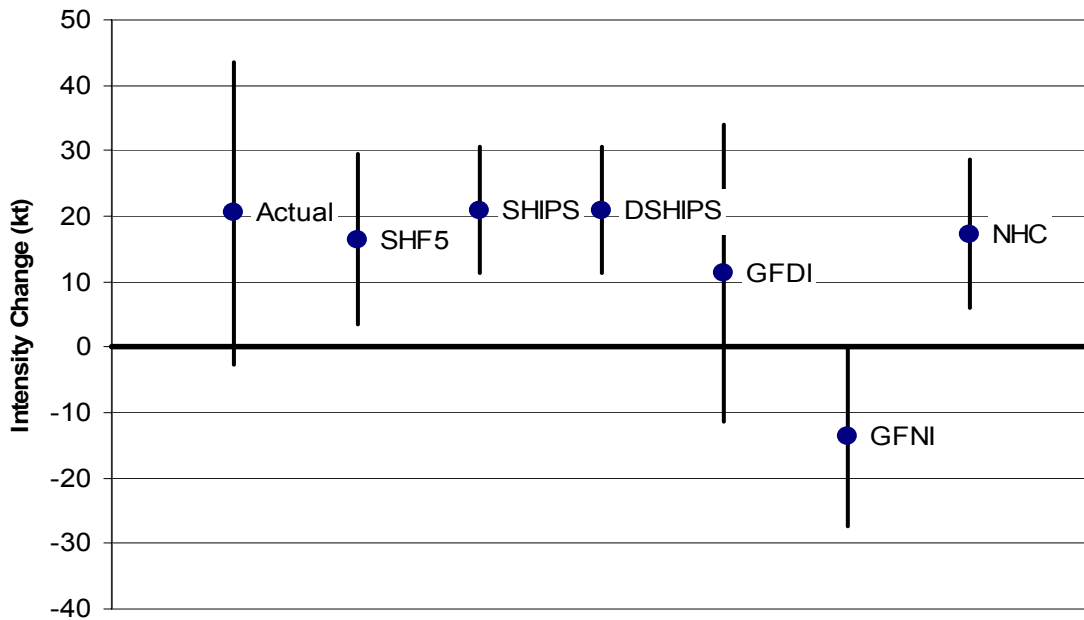 50
40
30
20
10
0
-10
-20
-30
-40
Intensity Change (kt)
Actual
SHF5
SHIPS
DSHIPS
GFDI
GFNI
NHC